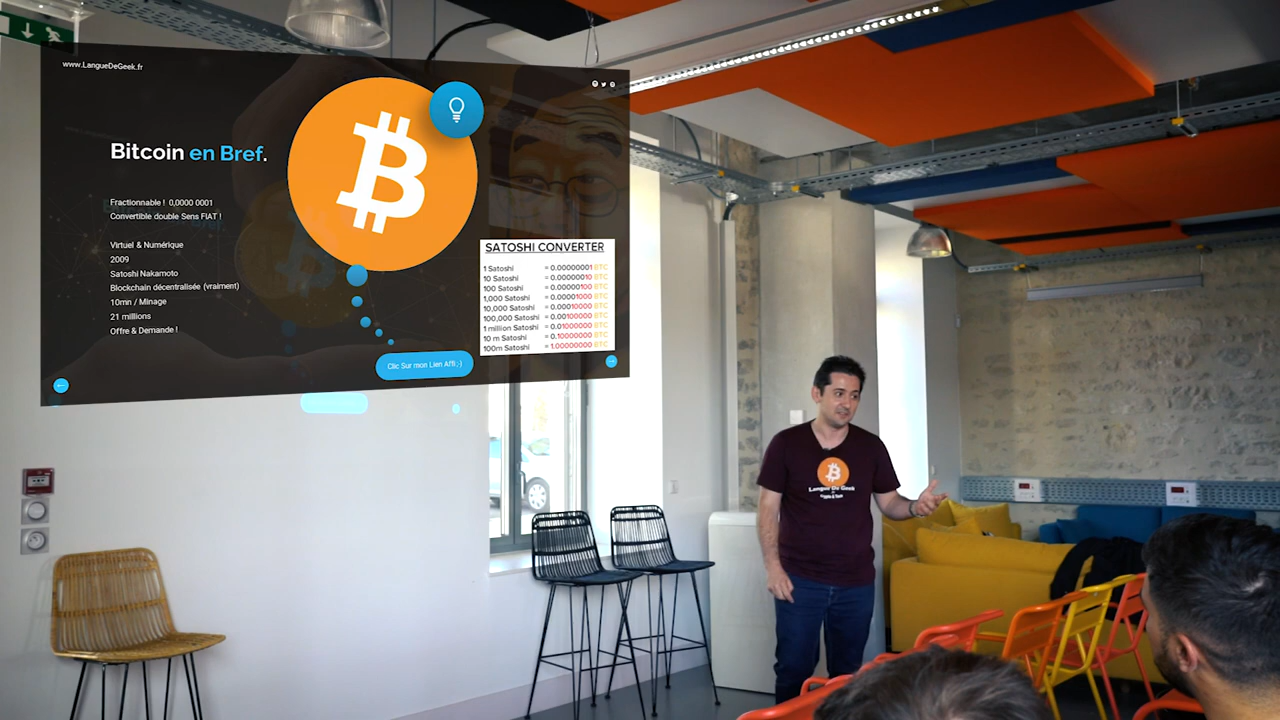 www.LangueDeGeek.fr
Bitcoin en Bref.
Fractionnable ! 0,0000 0001
Convertible double Sens FIAT !
Virtuel & Numérique
2009
Satoshi Nakamoto
Blockchain décentralisée (vraiment)
10mn / Minage
21 millions
Offre & Demande !
SATOSHI CONVERTER
1 Satoshi = 0.00000001 BTC
10 Satoshi = 0.00000010 BTC
100 Satoshi = 0.00000100 BTC
1,000 Satoshi = 0.00001000 BTC
10,000 Satoshi = 0.00010000 BTC
100,000 Satoshi = 0.00100000 BTC
1 million Satoshi = 0.01000000 BTC
10 m Satoshi = 0.10000000 BTC
100m Satoshi = 1.00000000 BTC
Clic Sur mon Lien Affi ;-)
Langue De Geek
Crypto & Tech